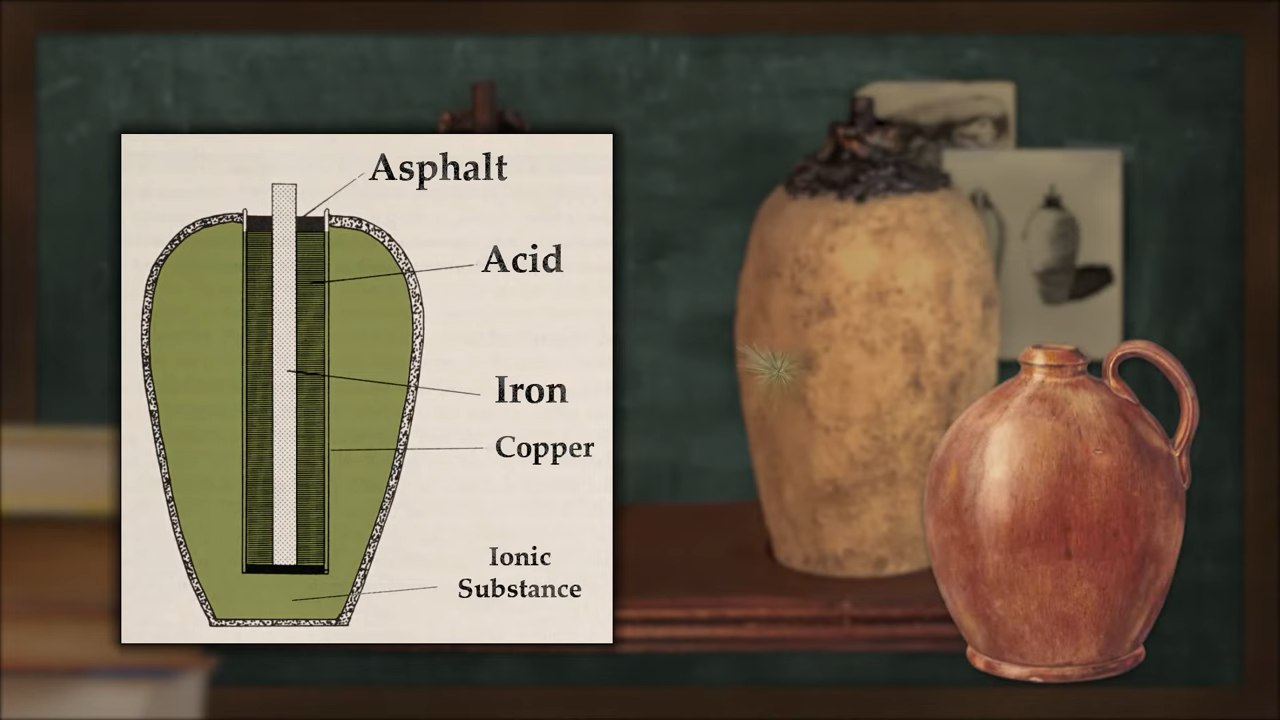 Asphalt
Acid
Iron
Copper
Ionic
Substance